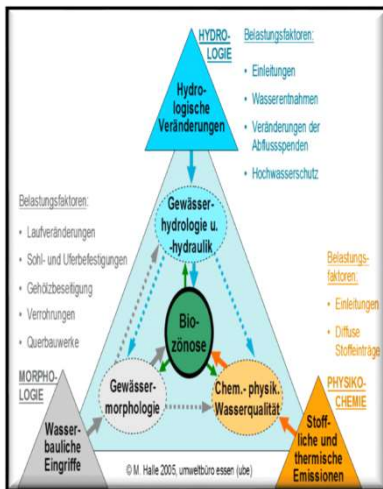 HYDRO-
LOGIE
Belastungsfaktoren:
• Einleitungen
• Wasserentnahmen
• Veränderungen der
Abflussspenden
• Hochwasserschutz
Hydro-
logische
Veränderungen
Gewässer-
hydrologie u.
-hydraulik
Belastungsfaktoren:
• Laufveränderungen
• Sohl- und Uferbefestigungen
• Gehölzbeseitigung
• Verrohrungen
• Querbauwerke
Belastungs-
faktoren:
• Einleitungen
• Diffuse
Stoffeinträge
Bio-
zönose
MORPHO-
LOGIE
Gewässer-
morphologie
Chem.- physik.
Wasserqualität
PHYSIKO-
CHEMIE
Wasser-
bauliche
Eingriffe
Stoff-
liche und
thermische
Emissionen
© M. Halle 2005, umweltbüro essen (ube)